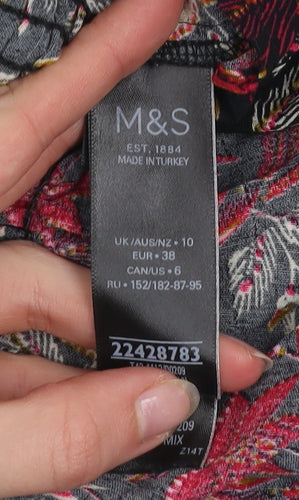 M&S
EST. 1884
MADE IN TURKEY
UK/AUS/NZ • 10
EUR • 38
CAN/US • 6
RU • 152/182-87-95
22428783
209
MIX
Z14T